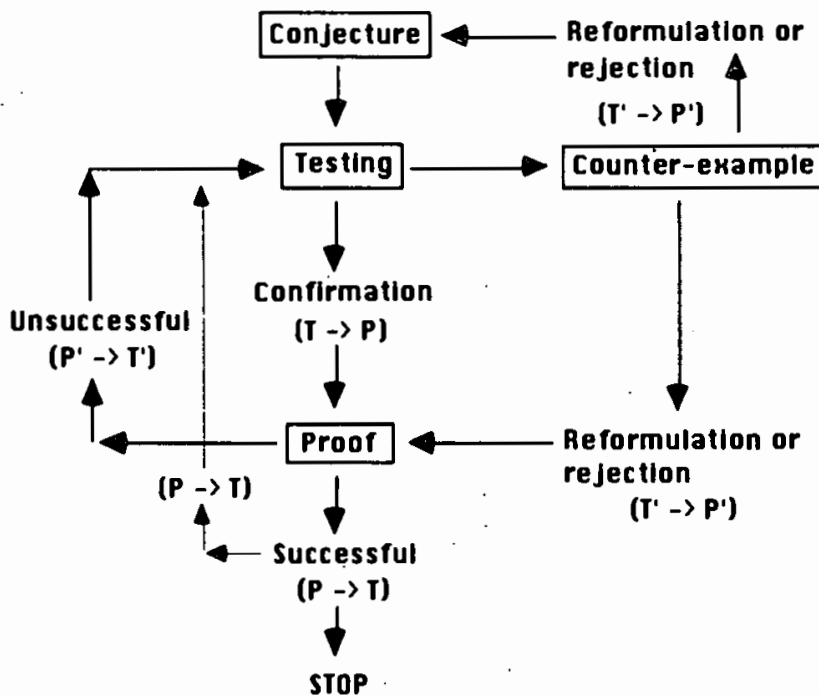 Conjecture
Reformulation or
rejection
(T' -> P')
Testing
Counter-example
Confirmation
(T -> P)
Unsuccessful
(P' -> T')
Proof
Reformulation or
rejection
(T' -> P')
(P -> T)
Successful
(P -> T)
STOP